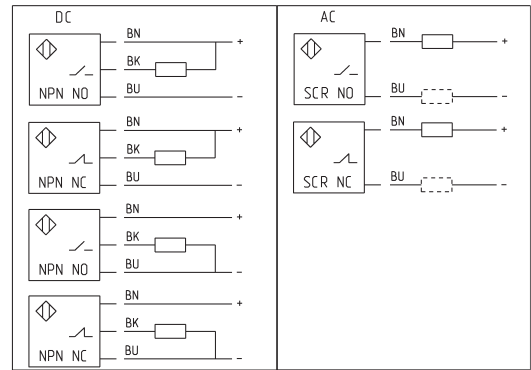 DC
BN
+
BK
NPN NO
BU
-
BN
+
BK
NPN NC
BU
-
BN
+
BK
NPN NO
BU
-
BN
+
BK
NPN NC
BU
-
AC
BN
+
SCR NO
BU
-
BN
+
SCR NC
BU
-